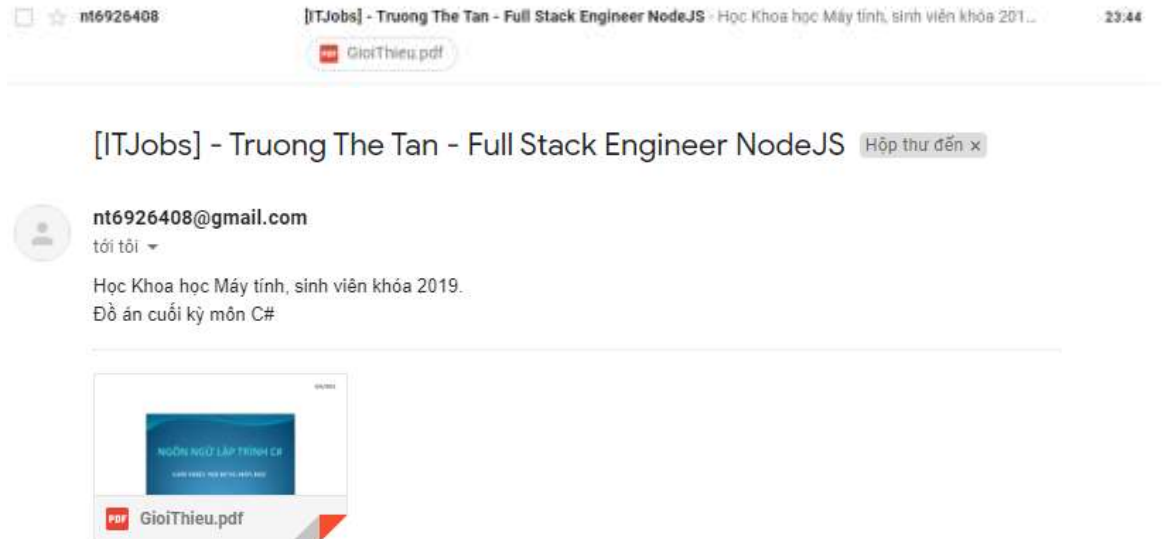 nt6926408 [ITJobs] - Truong The Tan - Full Stack Engineer NodeJS - Học Khoa học Máy tính, sinh viên khóa 201... 23:44
PDF GioiThieu.pdf
[ITJobs] - Truong The Tan - Full Stack Engineer NodeJS Hộp thư đến x
nt6926408@gmail.com
tới tôi
Học Khoa học Máy tính, sinh viên khóa 2019.
Đồ án cuối kỳ môn C#
NGÔN NGỮ LẬP TRÌNH C#
PDF GioiThieu.pdf